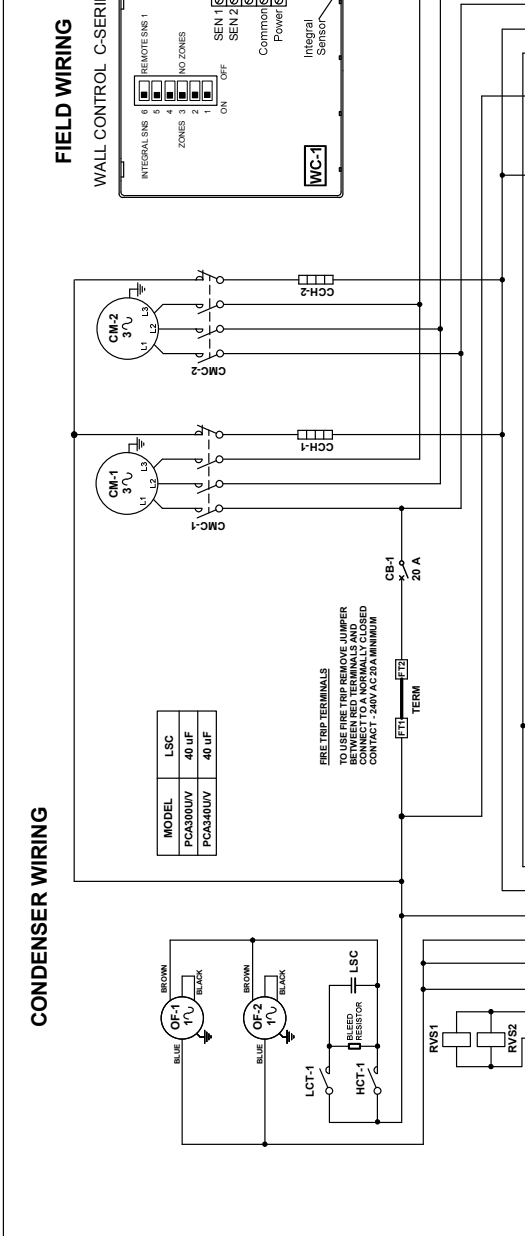 CONDENSER WIRING
FIELD WIRING
WALL CONTROL C-SERI
INTEGRAL SNS 6 REMOTE SNS 1
5
4
ZONES 3 NO ZONES
2
1
ON OFF
SEN 1
SEN 2
Common
Power
Integral
Sensor
WC-1
MODEL LSC
PCA300U/V 40 uF
PCA340U/V 40 uF
CM-1
3
L1
L2
L3
CMC-1
CCH-1
CM-2
3
L1
L2
L3
CMC-2
CCH-2
OF-1
1
BLUE
BROWN
BLACK
OF-2
1
BLUE
BROWN
BLACK
LCT-1
HCT-1
BLEED
RESISTOR
LSC
FIRE TRIP TERMINALS
TO USE FIRE TRIP REMOVE JUMPER
BETWEEN RED TERMINALS AND
CONNECT TO A NORMALLY CLOSED
CONTACT - 240V AC 20A MINIMUM
FT1
FT2
TERM
CB-1
20 A
RVS1
RVS2